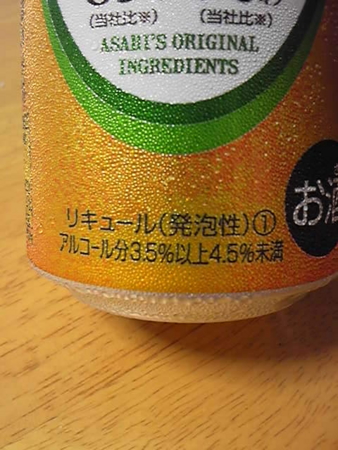 (当社比※) (当社比※)
ASAHI'S ORIGINAL
INGREDIENTS
お酒
リキュール(発泡性)①
アルコール分3.5%以上4.5%未満